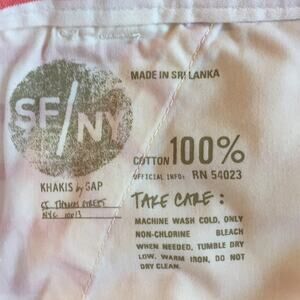 MADE IN SRI LANKA
SF/NY
COTTON 100%
OFFICIAL INFO: RN 54023
KHAKIS by GAP
55 THOMAS STREET
NYC 10013
TAKE CARE:
MACHINE WASH COLD, ONLY
NON-CHLORINE BLEACH
WHEN NEEDED, TUMBLE DRY
LOW, WARM IRON, DO NOT
DRY CLEAN.